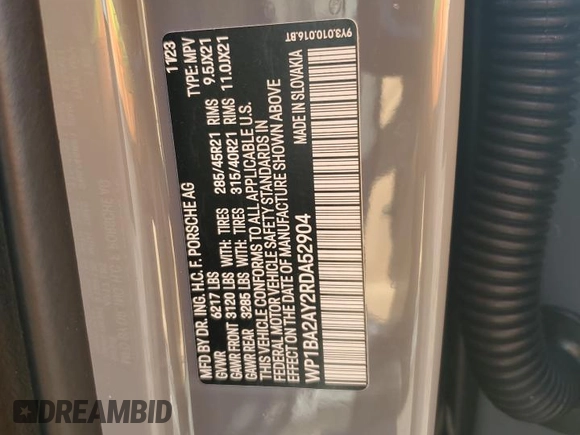 MFD BY DR. ING. H.C. F. PORSCHE AG 11/23
GVWR 6217 LBS TYPE: MPV
GAWR FRONT 3120 LBS WITH: TIRES 285/45R21 RIMS 9.5JX21
GAWR REAR 3285 LBS WITH: TIRES 315/40R21 RIMS 11.0JX21
THIS VEHICLE CONFORMS TO ALL APPLICABLE U.S.
FEDERAL MOTOR VEHICLE SAFETY STANDARDS IN
EFFECT ON THE DATE OF MANUFACTURE SHOWN ABOVE
WP1BA2AY2RDA52904 MADE IN SLOVAKIA
9Y3.010.016.BT
DREAMBID